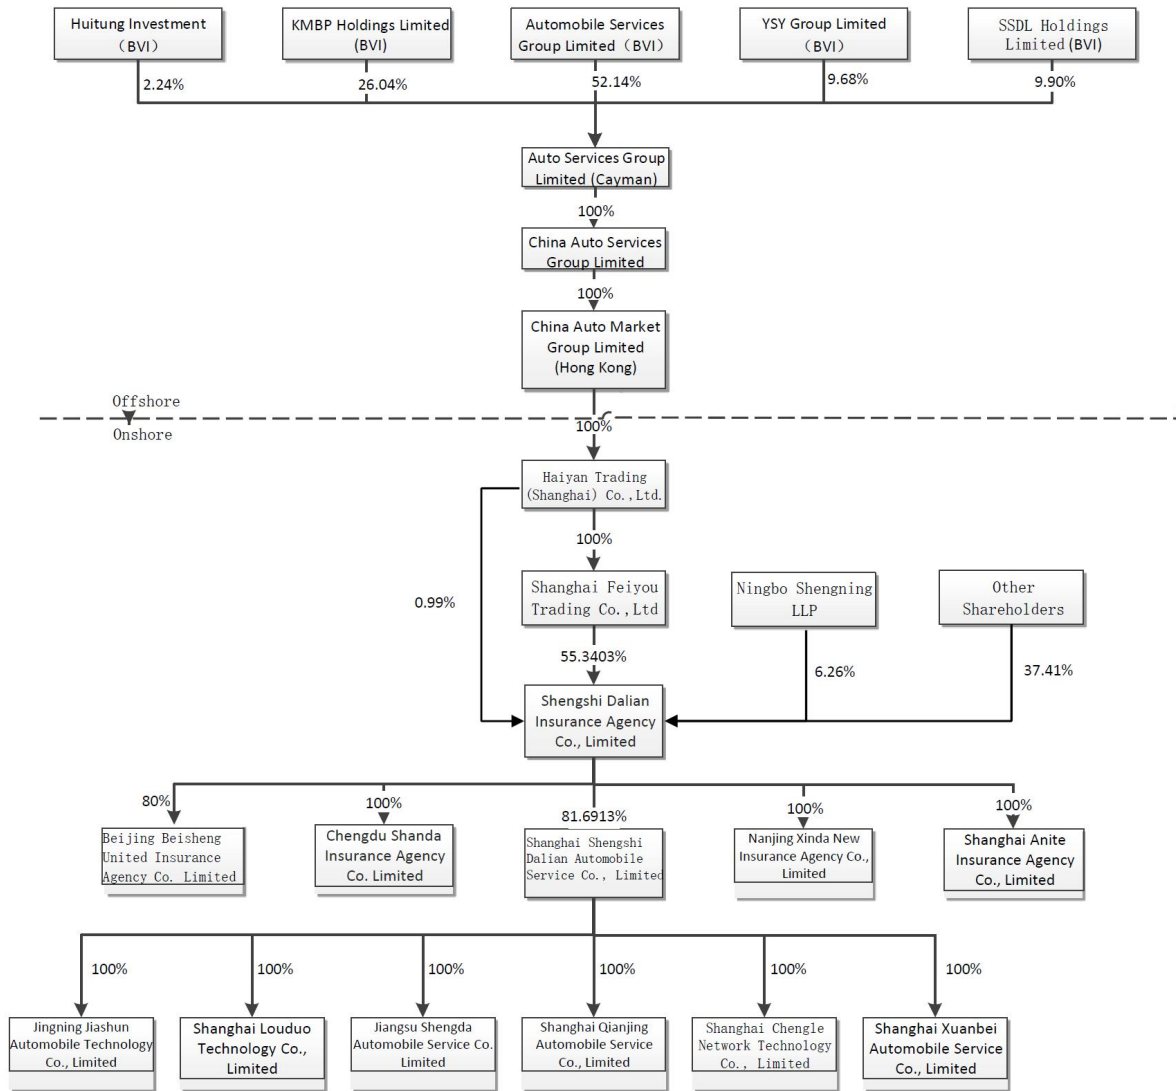 Huitung Investment
（BVI）
KMBP Holdings Limited
(BVI)
Automobile Services
Group Limited（BVI）
YSY Group Limited
（BVI）
SSDL Holdings
Limited (BVI)
2.24%
26.04%
52.14%
9.68%
9.90%
Auto Services Group
Limited (Cayman)
100%
China Auto Services
Group Limited
100%
China Auto Market
Group Limited
(Hong Kong)
Offshore
Onshore
100%
Haiyan Trading
(Shanghai) Co.,Ltd.
100%
0.99%
Shanghai Feiyou
Trading Co.,Ltd
Ningbo Shengning
LLP
Other
Shareholders
55.3403%
6.26%
37.41%
Shengshi Dalian
Insurance Agency
Co., Limited
80%
100%
81.6913%
100%
100%
Beijing Beisheng
United Insurance
Agency Co. Limited
Chengdu Shanda
Insurance Agency
Co. Limited
Shanghai Shengshi
Dalian Automobile
Service Co., Limited
Nanjing Xinda New
Insurance Agency Co.,
Limited
Shanghai Anite
Insurance Agency
Co., Limited
100%
100%
100%
100%
100%
100%
Jingning Jiashun
Automobile Technology
Co., Limited
Shanghai Louduo
Technology Co.,
Limited
Jiangsu Shengda
Automobile Service Co.
Limited
Shanghai Qianjing
Automobile Service
Co., Limited
Shanghai Chengle
Network Technology
Co., Limited
Shanghai Xuanbei
Automobile Service
Co., Limited